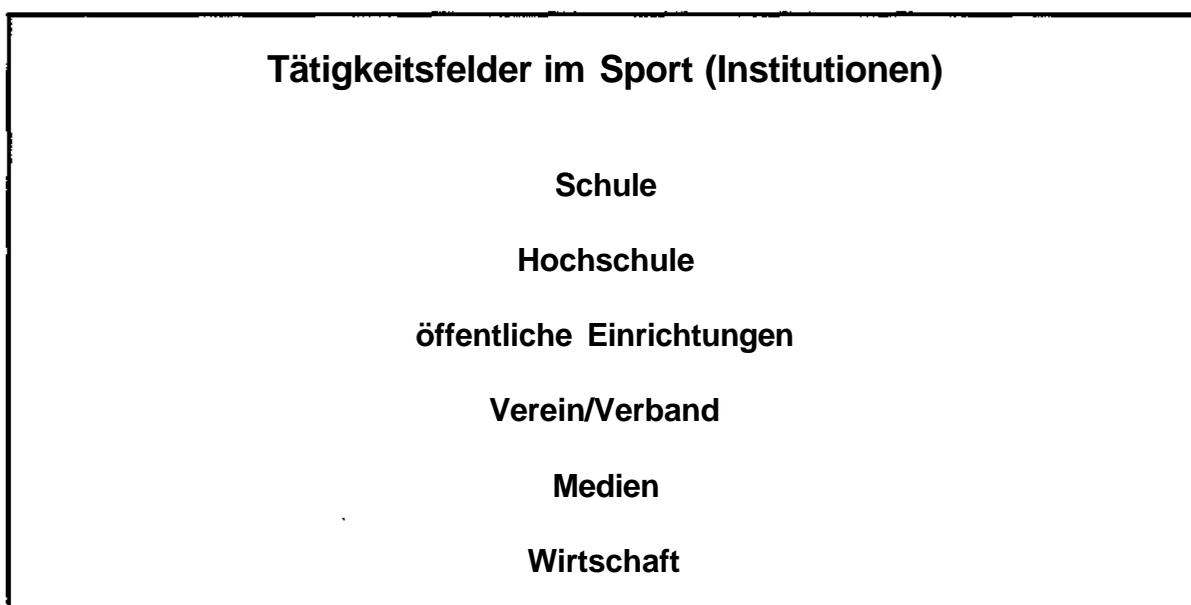 Tätigkeitsfelder im Sport (Institutionen)
Schule
Hochschule
öffentliche Einrichtungen
Verein/Verband
Medien
Wirtschaft